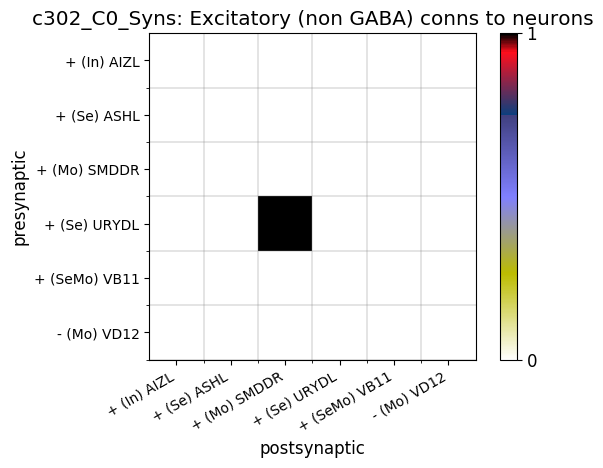 c302_C0_Syns: Excitatory (non GABA) conns to neurons
+ (In) AIZL
+ (Se) ASHL
+ (Mo) SMDDR
+ (Se) URYDL
+ (SeMo) VB11
- (Mo) VD12
presynaptic
+ (In) AIZL
+ (Se) ASHL
+ (Mo) SMDDR
+ (Se) URYDL
+ (SeMo) VB11
- (Mo) VD12
postsynaptic
1
0